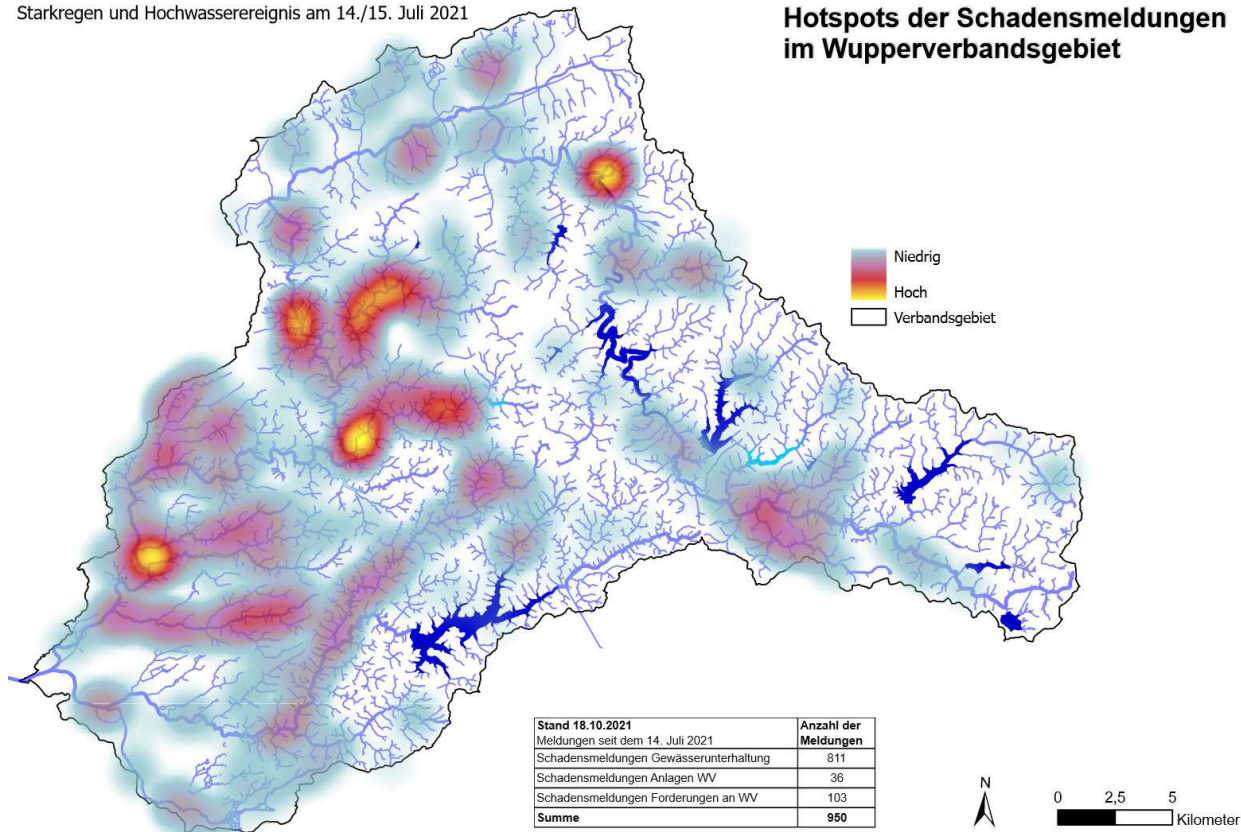 Starkregen und Hochwasserereignis am 14./15. Juli 2021
Hotspots der Schadensmeldungen
im Wupperverbandsgebiet
Niedrig
Hoch
Verbandsgebiet
Stand 18.10.2021
Meldungen seit dem 14. Juli 2021
Anzahl der
Meldungen
Schadensmeldungen Gewässerunterhaltung 811
Schadensmeldungen Anlagen WV 36
Schadensmeldungen Forderungen an WV 103
Summe 950
N
0 2,5 5
Kilometer